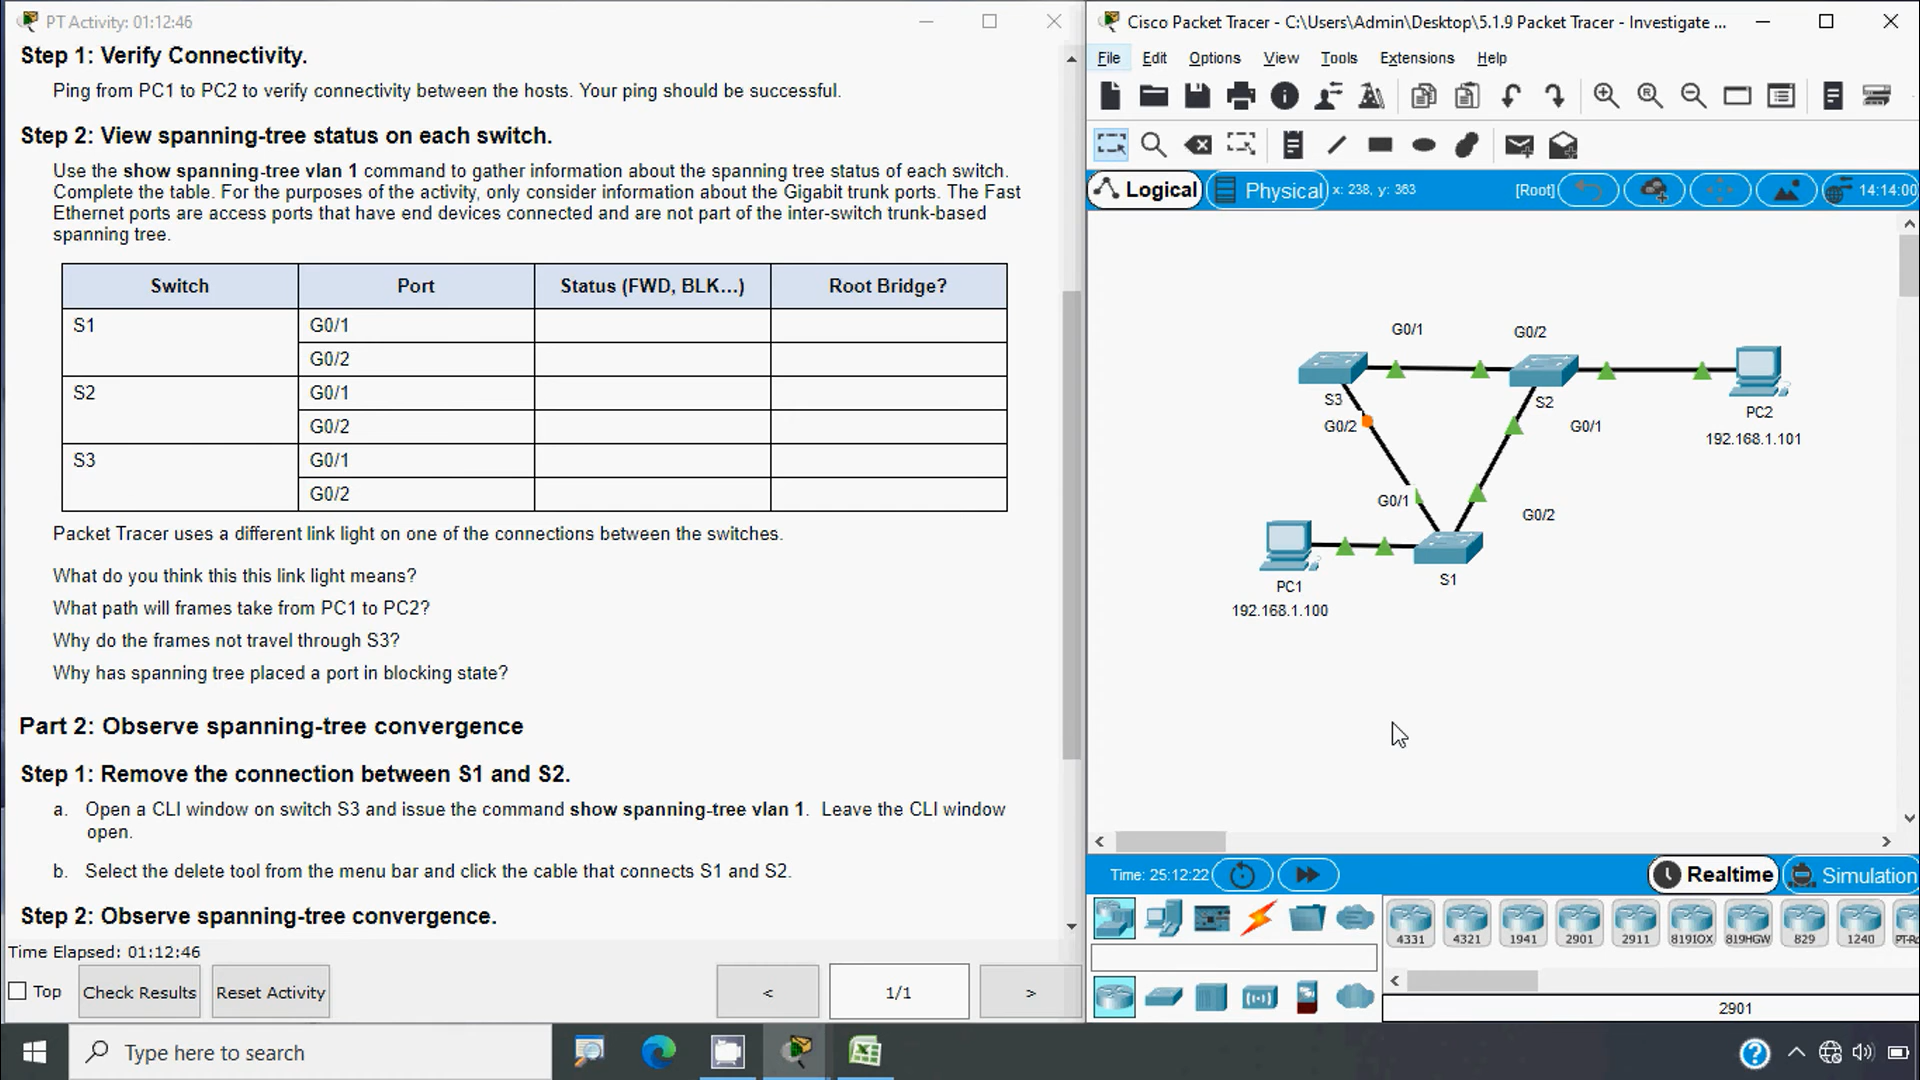 PT Activity: 01:12:46
Step 1: Verify Connectivity.
Ping from PC1 to PC2 to verify connectivity between the hosts. Your ping should be successful.
Step 2: View spanning-tree status on each switch.
Use the show spanning-tree vlan 1 command to gather information about the spanning tree status of each switch.
Complete the table. For the purposes of the activity, only consider information about the Gigabit trunk ports. The Fast
Ethernet ports are access ports that have end devices connected and are not part of the inter-switch trunk-based
spanning tree.
Switch Port Status (FWD, BLK...) Root Bridge?
S1 G0/1
G0/2
S2 G0/1
G0/2
S3 G0/1
G0/2
Packet Tracer uses a different link light on one of the connections between the switches.
What do you think this this link light means?
What path will frames take from PC1 to PC2?
Why do the frames not travel through S3?
Why has spanning tree placed a port in blocking state?
Part 2: Observe spanning-tree convergence
Step 1: Remove the connection between S1 and S2.
a. Open a CLI window on switch S3 and issue the command show spanning-tree vlan 1. Leave the CLI window
open.
b. Select the delete tool from the menu bar and click the cable that connects S1 and S2.
Step 2: Observe spanning-tree convergence.
Time Elapsed: 01:12:46
Top Check Results Reset Activity < 1/1 >
Cisco Packet Tracer - C:\Users\Admin\Desktop\5.1.9 Packet Tracer - Investigate ...
File Edit Options View Tools Extensions Help
Logical Physical x: 238, y: 363 [Root] 14:14:00
G0/1 G0/2
S3 S2 PC2
G0/2 G0/1
192.168.1.101
G0/1 G0/2
PC1 S1
192.168.1.100
Time: 25:12:22 Realtime Simulation
4331 4321 1941 2901 2911 819IOX 819HGW 829 1240 PT-Ro
2901
Type here to search